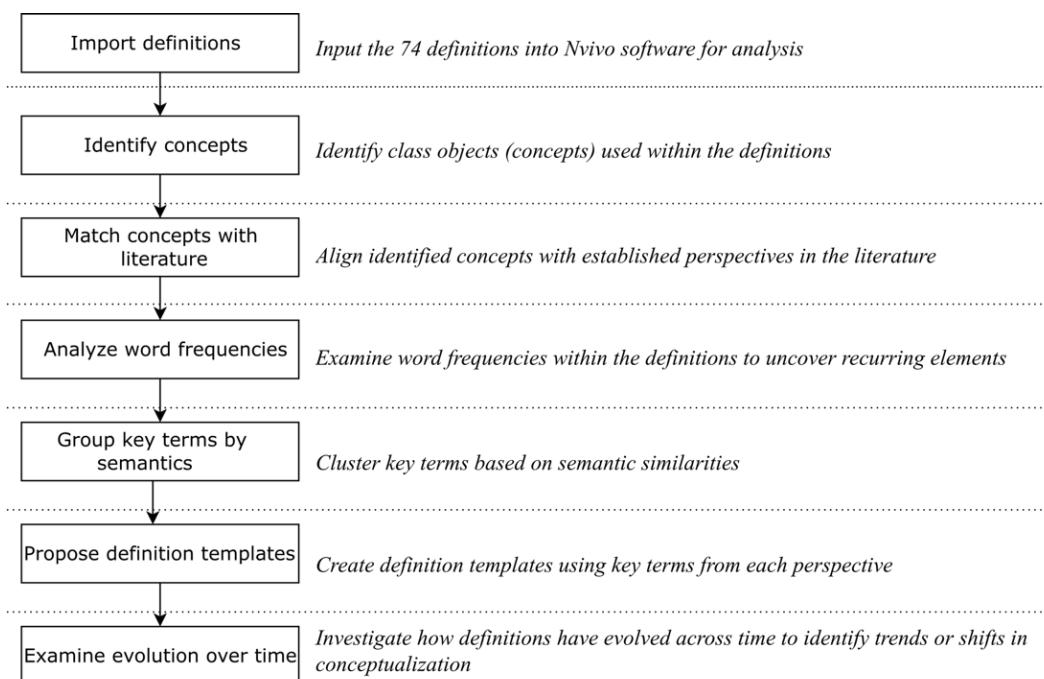 Import definitions
Input the 74 definitions into Nvivo software for analysis
Identify concepts
Identify class objects (concepts) used within the definitions
Match concepts with
literature
Align identified concepts with established perspectives in the literature
Analyze word frequencies
Examine word frequencies within the definitions to uncover recurring elements
Group key terms by
semantics
Cluster key terms based on semantic similarities
Propose definition templates
Create definition templates using key terms from each perspective
Examine evolution over time
Investigate how definitions have evolved across time to identify trends or shifts in
conceptualization